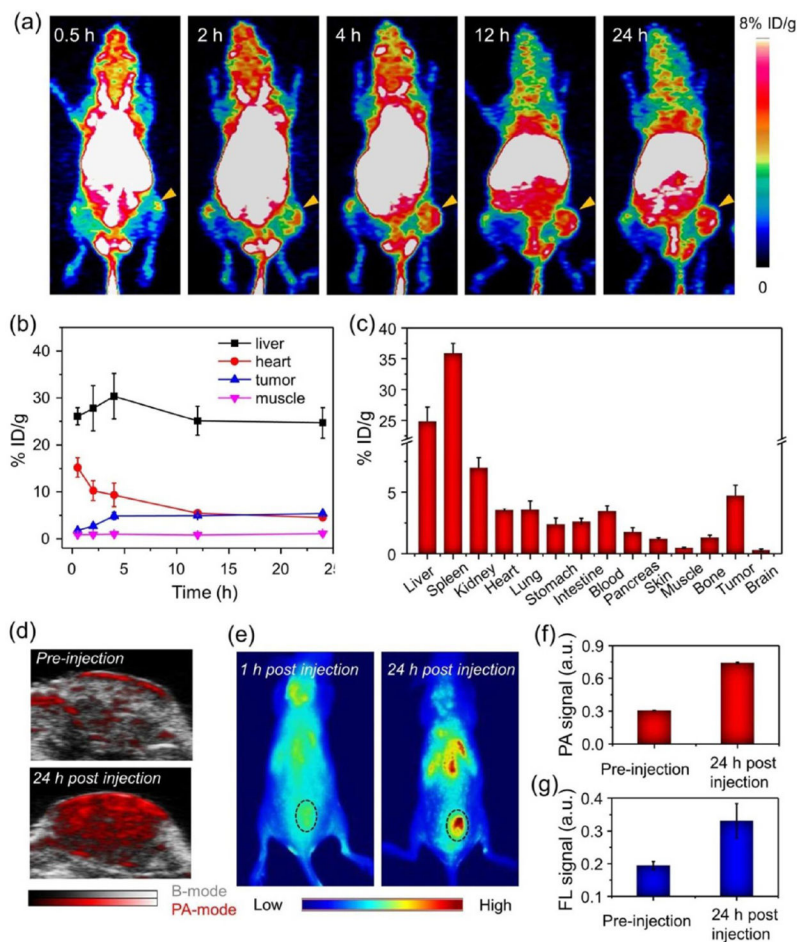 (a)
0.5 h
2 h
4 h
12 h
24 h
8% ID/g
0
(b)
% ID/g
40
30
20
10
0
liver
heart
tumor
muscle
0
5
10
15
20
25
Time (h)
(c)
% ID/g
40
35
30
25
5
0
Liver
Spleen
Kidney
Heart
Lung
Stomach
Intestine
Blood
Pancreas
Skin
Muscle
Bone
Tumor
Brain
(d)
Pre-injection
24 h post injection
B-mode
PA-mode
(e)
1 h post injection
24 h post injection
Low
High
(f)
PA signal (a.u.)
0.9
0.6
0.3
0.0
Pre-injection
24 h post
injection
(g)
FL signal (a.u.)
0.4
0.3
0.2
0.1
Pre-injection
24 h post
injection